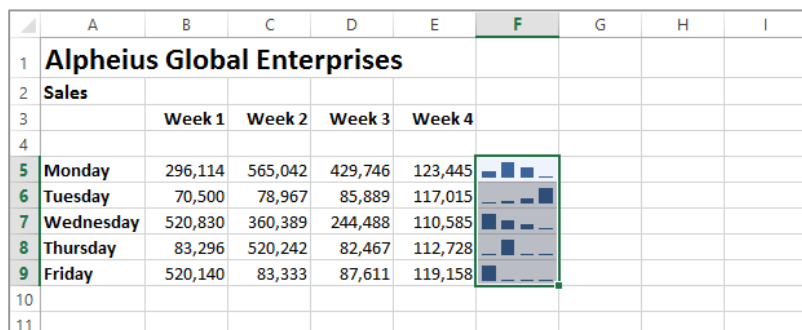 A B C D E F G H I
1 Alpheius Global Enterprises
2 Sales
3 Week 1 Week 2 Week 3 Week 4
4
5 Monday 296,114 565,042 429,746 123,445
6 Tuesday 70,500 78,967 85,889 117,015
7 Wednesday 520,830 360,389 244,488 110,585
8 Thursday 83,296 520,242 82,467 112,728
9 Friday 520,140 83,333 87,611 119,158
10
11